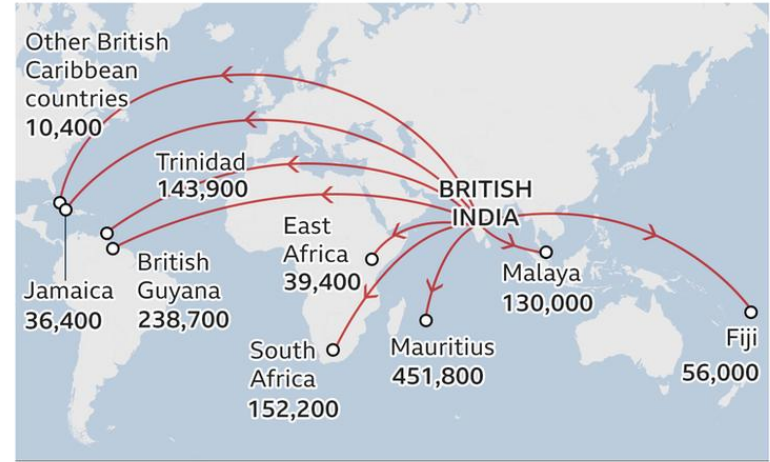 Other British
Caribbean
countries
10,400
Trinidad
143,900
BRITISH
INDIA
East
Africa
39,400
Jamaica
36,400
British
Guyana
238,700
Malaya
130,000
South
Africa
152,200
Mauritius
451,800
Fiji
56,000